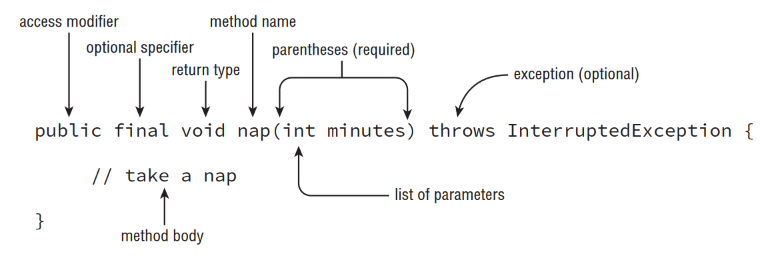 access modifier
method name
optional specifier
parentheses (required)
return type
exception (optional)
public final void nap(int minutes) throws InterruptedException {
// take a nap
list of parameters
}
method body